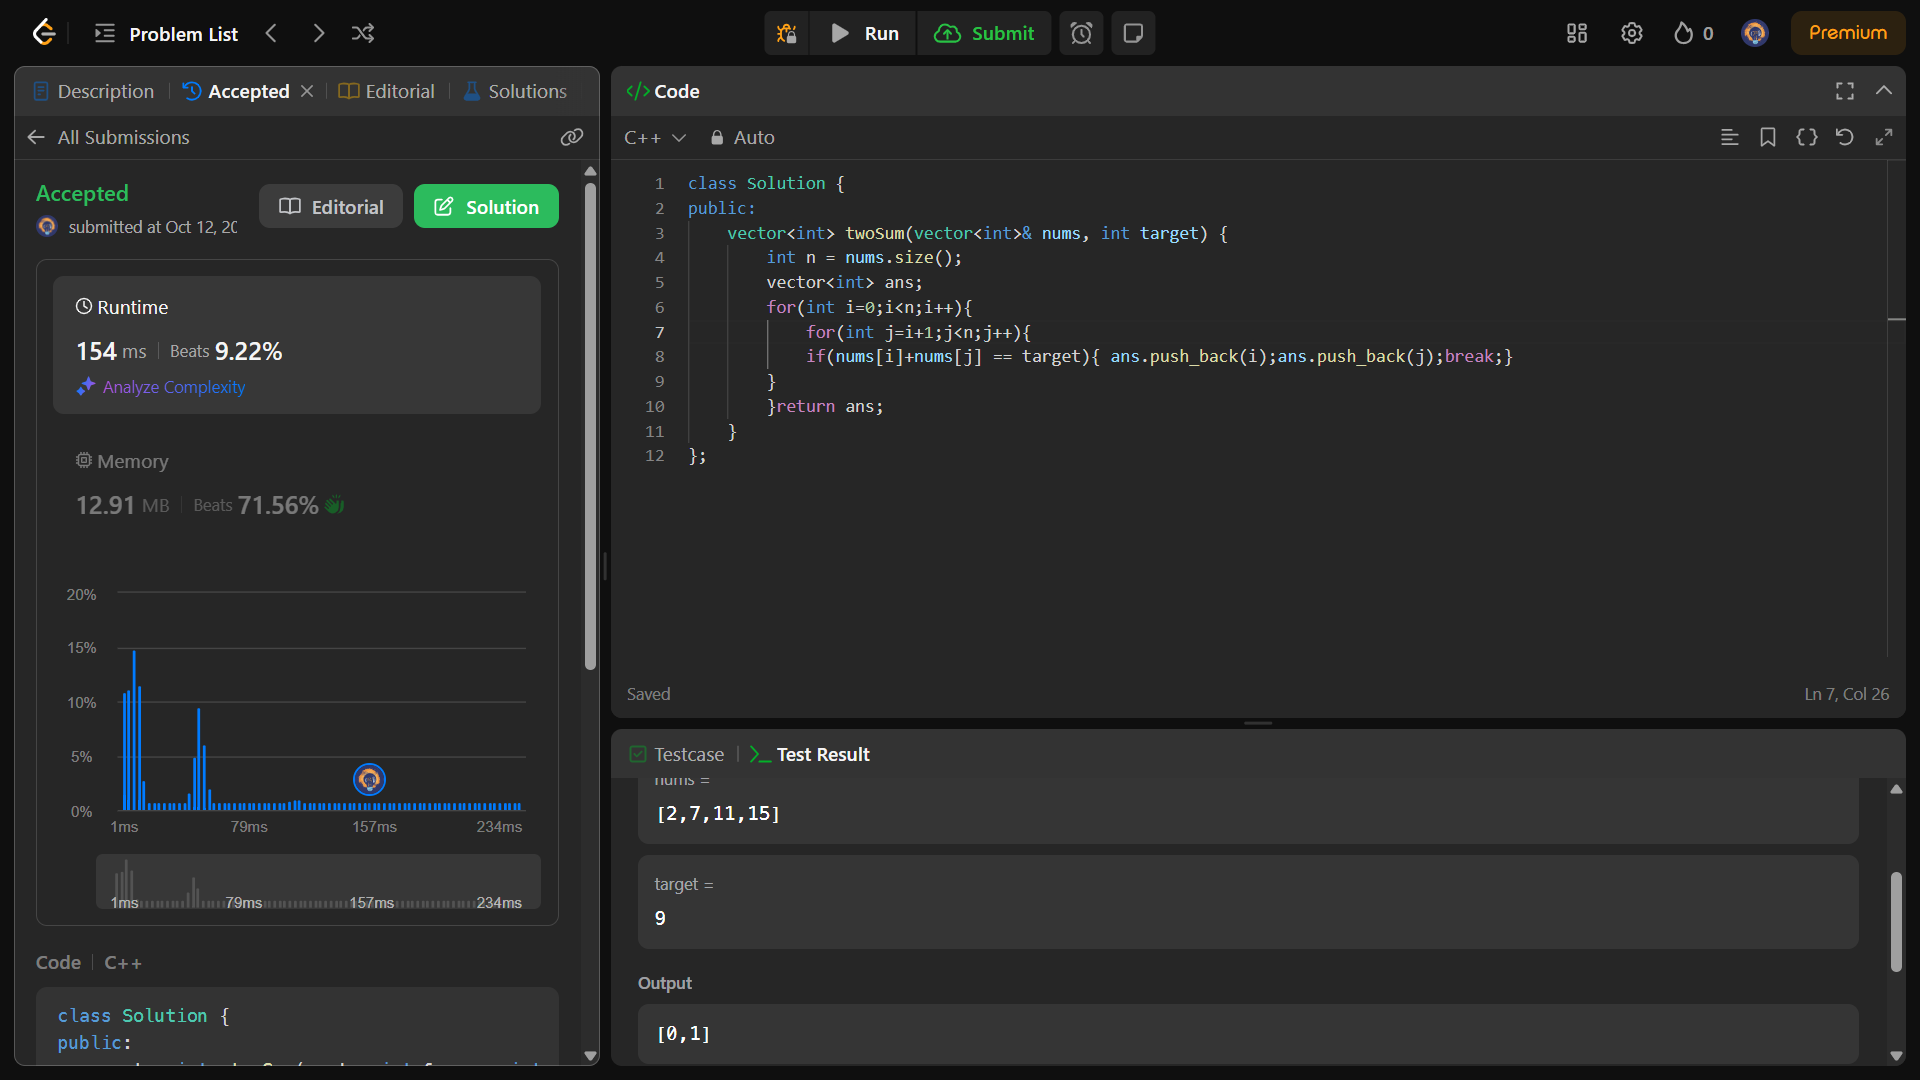 Problem List
Run
Submit
0
Premium
Description
Accepted
Editorial
Solutions
All Submissions
Accepted
submitted at Oct 12, 20
Editorial
Solution
Runtime
154 ms
Beats 9.22%
Analyze Complexity
Memory
12.91 MB
Beats 71.56%
20%
15%
10%
5%
0%
1ms
79ms
157ms
234ms
1ms
79ms
157ms
234ms
Code
C++
class Solution {
public:
</> Code
C++
Auto
1 class Solution {
2 public:
3 vector<int> twoSum(vector<int>& nums, int target) {
4 int n = nums.size();
5 vector<int> ans;
6 for(int i=0;i<n;i++){
7 for(int j=i+1;j<n;j++){
8 if(nums[i]+nums[j] == target){ ans.push_back(i);ans.push_back(j);break;}
9 }
10 }return ans;
11 }
12 };
Saved
Ln 7, Col 26
Testcase
Test Result
nums =
[2,7,11,15]
target =
9
Output
[0,1]